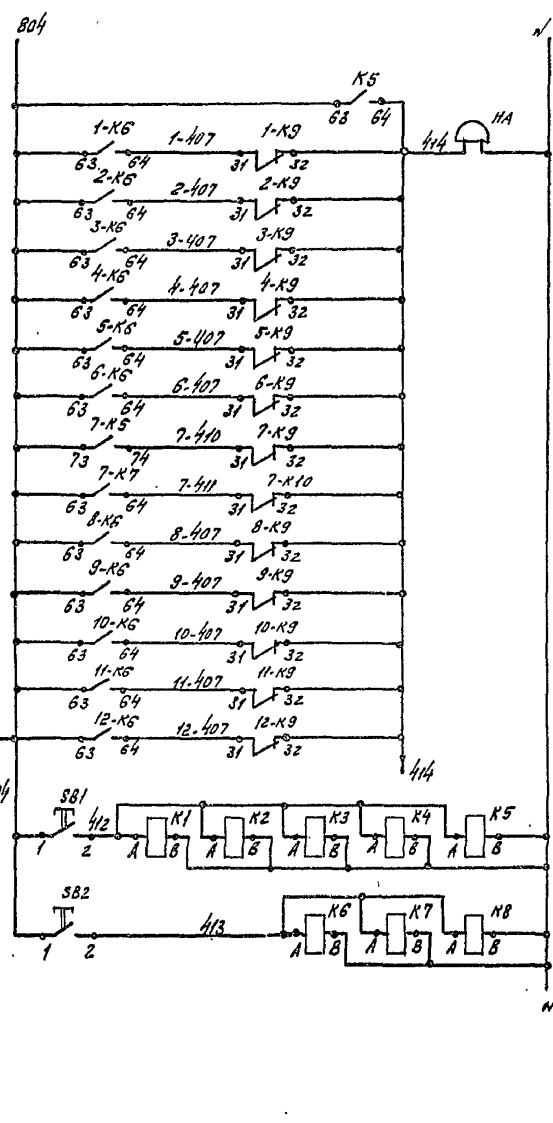 804 N
K5
63 64
HA
414
1-K6 1-407 1-K9
63 64 31 32
2-K6 2-407 2-K9
63 64 31 32
3-K6 3-407 3-K9
63 64 31 32
4-K6 4-407 4-K9
63 64 31 32
5-K6 5-407 5-K9
63 64 31 32
6-K6 6-407 6-K9
63 64 31 32
7-K6 7-410 7-K9
73 74 31 32
7-K7 7-411 7-K10
63 64 31 32
8-K6 8-407 8-K9
63 64 31 32
9-K6 9-407 9-K9
63 64 31 32
10-K6 10-407 10-K9
63 64 31 32
11-K6 11-407 11-K9
63 64 31 32
12-K6 12-407 12-K9
63 64 31 32
414
SB1 412 K1 K2 K3 K4 K5
1 2 A B A B A B A B A B
SB2 413 K6 K7 K8
1 2 A B A B A B
N